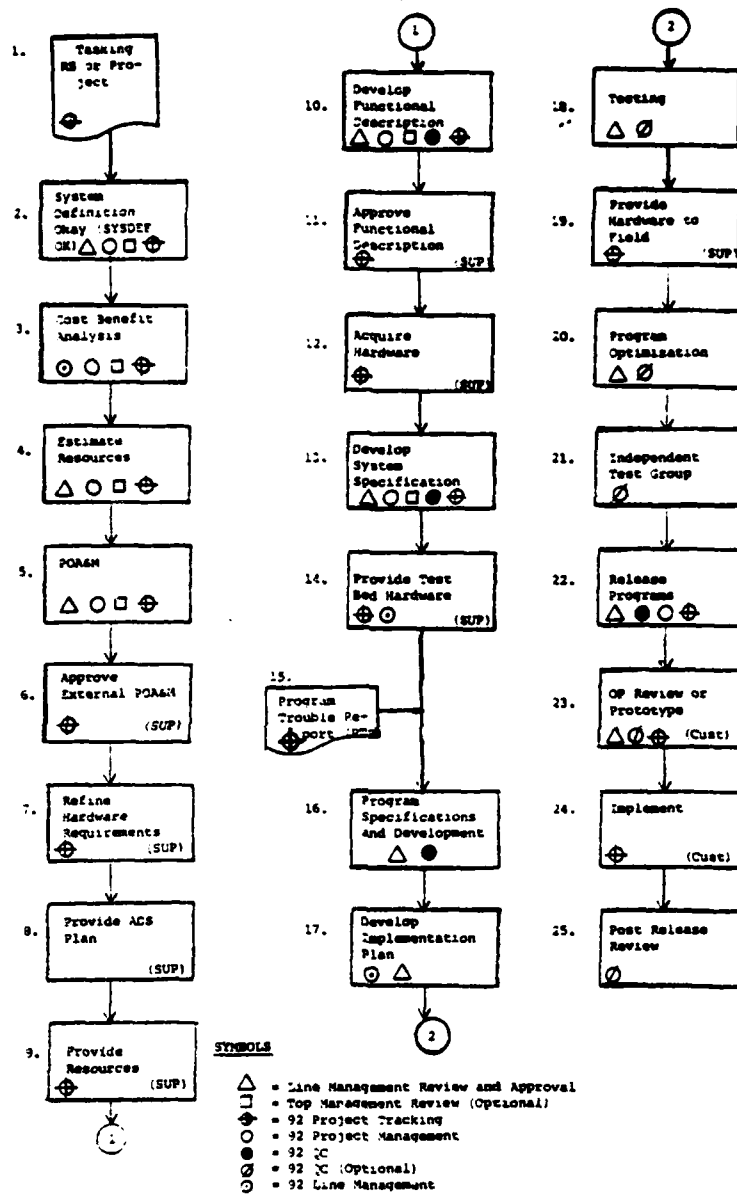 1.
Tasking
RS or Pro-
ject
2.
System
Definition
Okay (SYSDEF
OK)
3.
Cost Benefit
Analysis
4.
Estimate
Resources
5.
POA&M
6.
Approve
External POA&M
(SUP)
7.
Refine
Hardware
Requirements
(SUP)
8.
Provide ADS
Plan
(SUP)
9.
Provide
Resources
(SUP)
1
1
10.
Develop
Functional
Description
11.
Approve
Functional
Description
(SUP)
12.
Acquire
Hardware
(SUP)
13.
Develop
System
Specification
14.
Provide Test
Bed Hardware
(SUP)
15.
Program
Trouble Re-
port
16.
Program
Specifications
and Development
17.
Develop
Implementation
Plan
2
2
18.
Testing
19.
Provide
Hardware to
Field
(SUP)
20.
Program
Optimization
21.
Independent
Test Group
22.
Release
Programs
23.
OP Review or
Prototype
(Cust)
24.
Implement
(Cust)
25.
Post Release
Review
SYMBOLS
= Line Management Review and Approval
= Top Management Review (Optional)
= 92 Project Tracking
= 92 Project Management
= 92 QC
= 92 QC (Optional)
= 92 Line Management